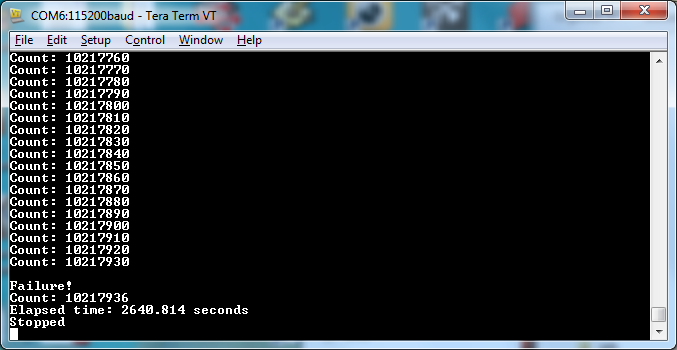 COM6:115200baud - Tera Term VT
File Edit Setup Control Window Help
Count: 10217760
Count: 10217770
Count: 10217780
Count: 10217790
Count: 10217800
Count: 10217810
Count: 10217820
Count: 10217830
Count: 10217840
Count: 10217850
Count: 10217860
Count: 10217870
Count: 10217880
Count: 10217890
Count: 10217900
Count: 10217910
Count: 10217920
Count: 10217930
Failure!
Count: 10217936
Elapsed time: 2640.814 seconds
Stopped